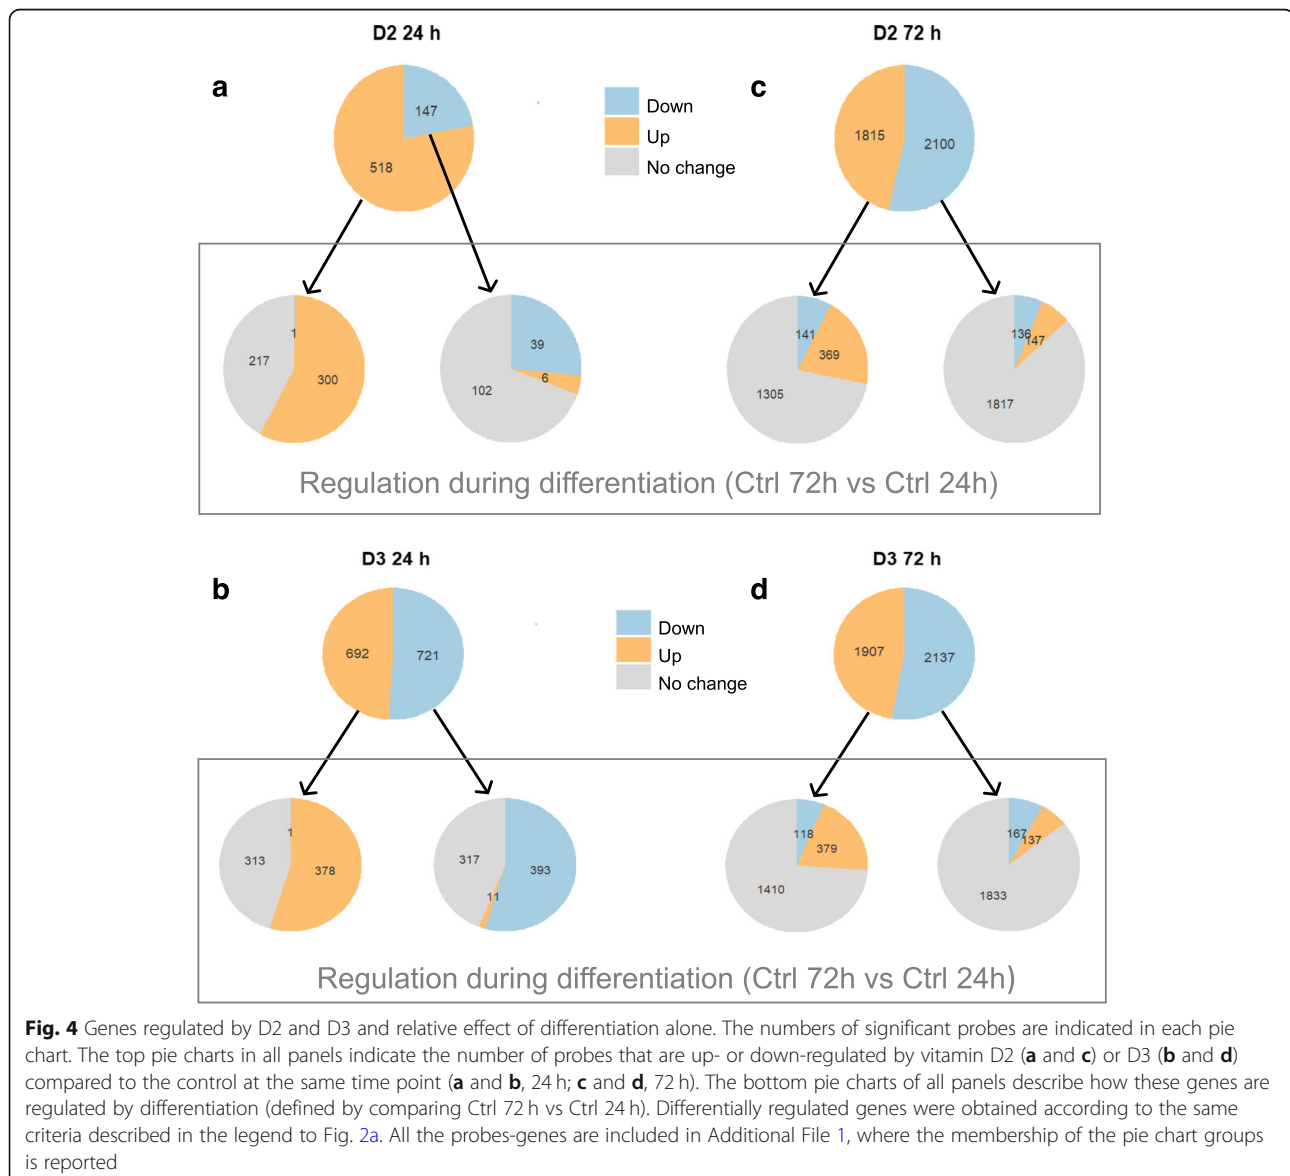 D2 24 h
D2 72 h
a
c
Down
Up
No change
147
518
1815
2100
1
217
300
39
6
102
141
369
1305
136
147
1817
Regulation during differentiation (Ctrl 72h vs Ctrl 24h)
D3 24 h
D3 72 h
b
d
Down
Up
No change
692
721
1907
2137
1
313
378
317
393
11
118
379
1410
167
137
1833
Regulation during differentiation (Ctrl 72h vs Ctrl 24h)
Fig. 4 Genes regulated by D2 and D3 and relative effect of differentiation alone. The numbers of significant probes are indicated in each pie
chart. The top pie charts in all panels indicate the number of probes that are up- or down-regulated by vitamin D2 (a and c) or D3 (b and d)
compared to the control at the same time point (a and b, 24 h; c and d, 72 h). The bottom pie charts of all panels describe how these genes are
regulated by differentiation (defined by comparing Ctrl 72 h vs Ctrl 24 h). Differentially regulated genes were obtained according to the same
criteria described in the legend to Fig. 2a. All the probes-genes are included in Additional File 1, where the membership of the pie chart groups
is reported